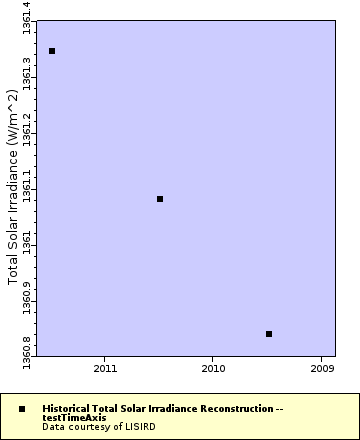 1361.4
1361.3
1361.2
1361.1
1361
1360.9
1360.8
Total Solar Irradiance (W/m^2)
2011 2010 2009
Historical Total Solar Irradiance Reconstruction --
testTimeAxis
Data courtesy of LISIRD